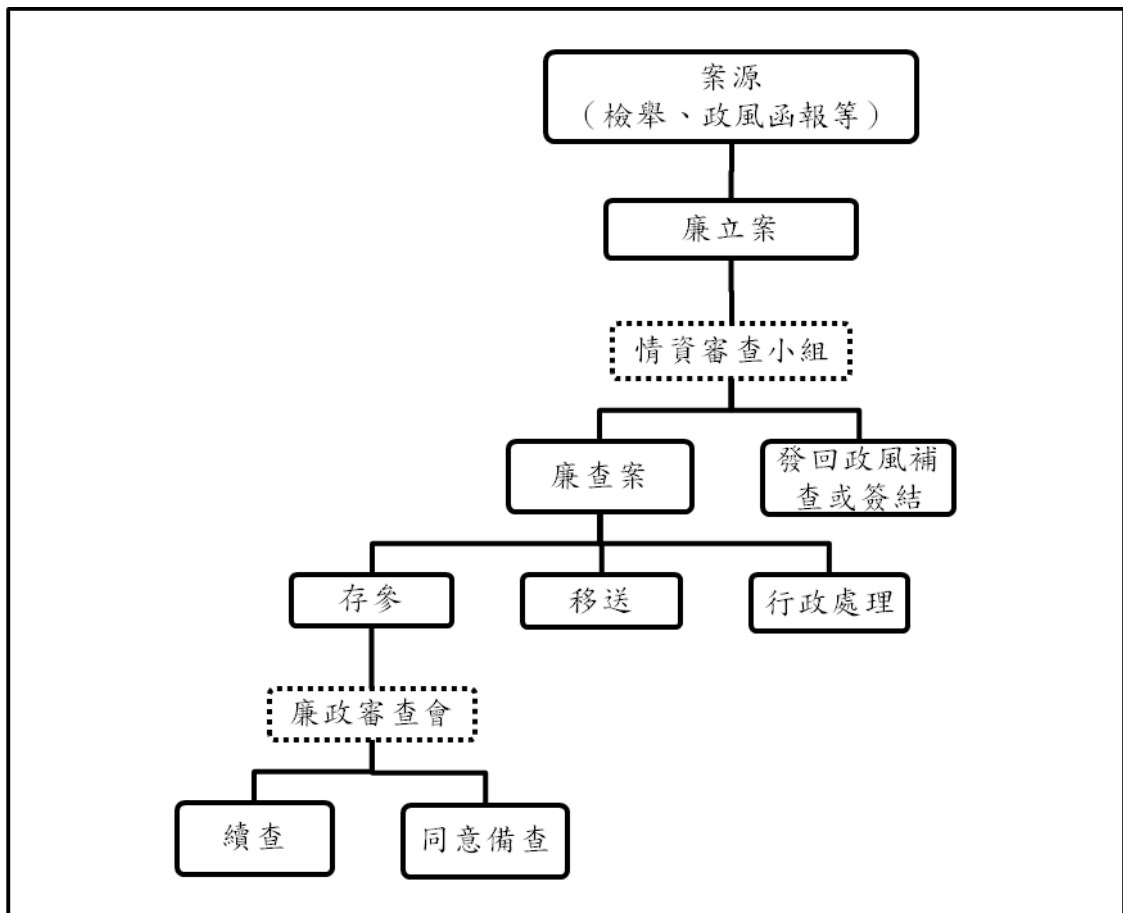 案源
（檢舉、政風函報等）
廉立案
情資審查小組
廉查案
發回政風補
查或簽結
存參
移送
行政處理
廉政審查會
續查
同意備查